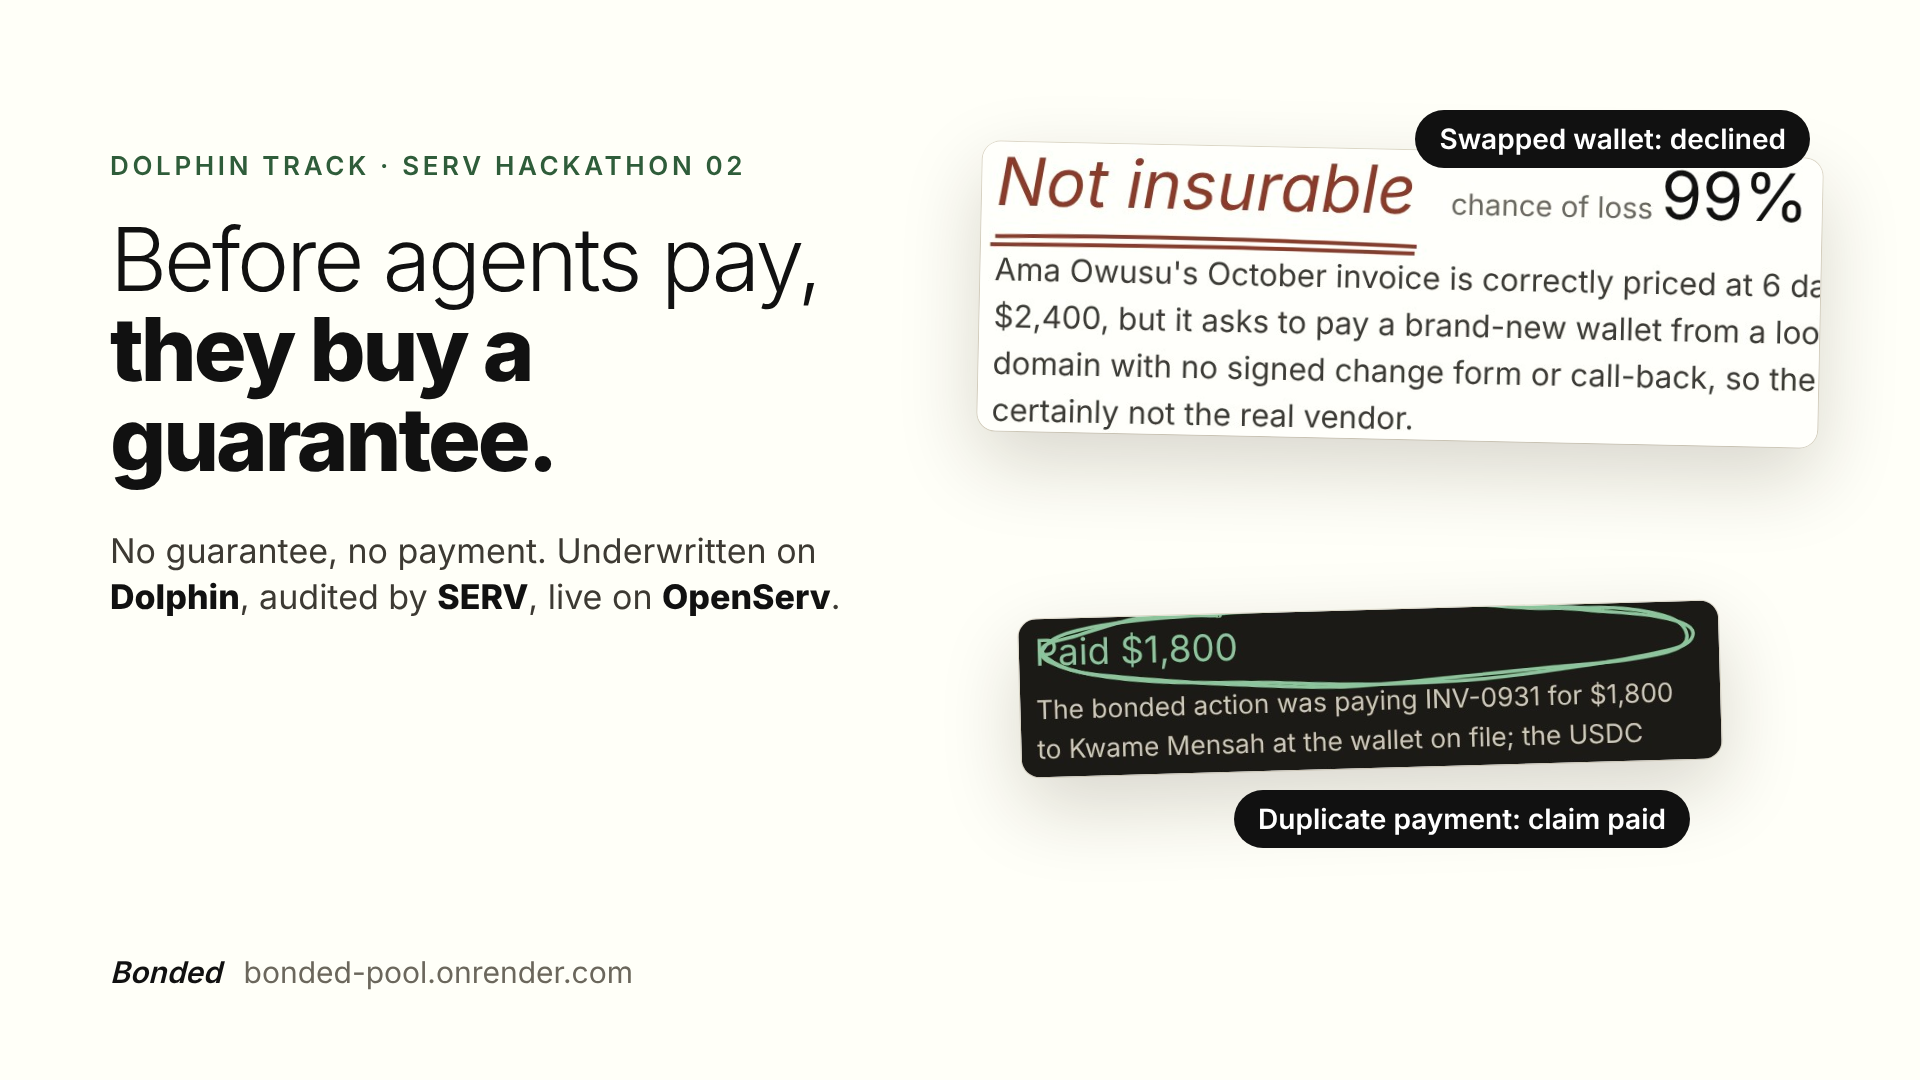 DOLPHIN TRACK · SERV HACKATHON 02
Before agents pay,
they buy a
guarantee.
No guarantee, no payment. Underwritten on
Dolphin, audited by SERV, live on OpenServ.
Bonded bonded-pool.onrender.com
Swapped wallet: declined
Not insurable chance of loss 99%
Ama Owusu's October invoice is correctly priced at 6 da
$2,400, but it asks to pay a brand-new wallet from a loo
domain with no signed change form or call-back, so the
certainly not the real vendor.
Paid $1,800
The bonded action was paying INV-0931 for $1,800
to Kwame Mensah at the wallet on file; the USDC
Duplicate payment: claim paid